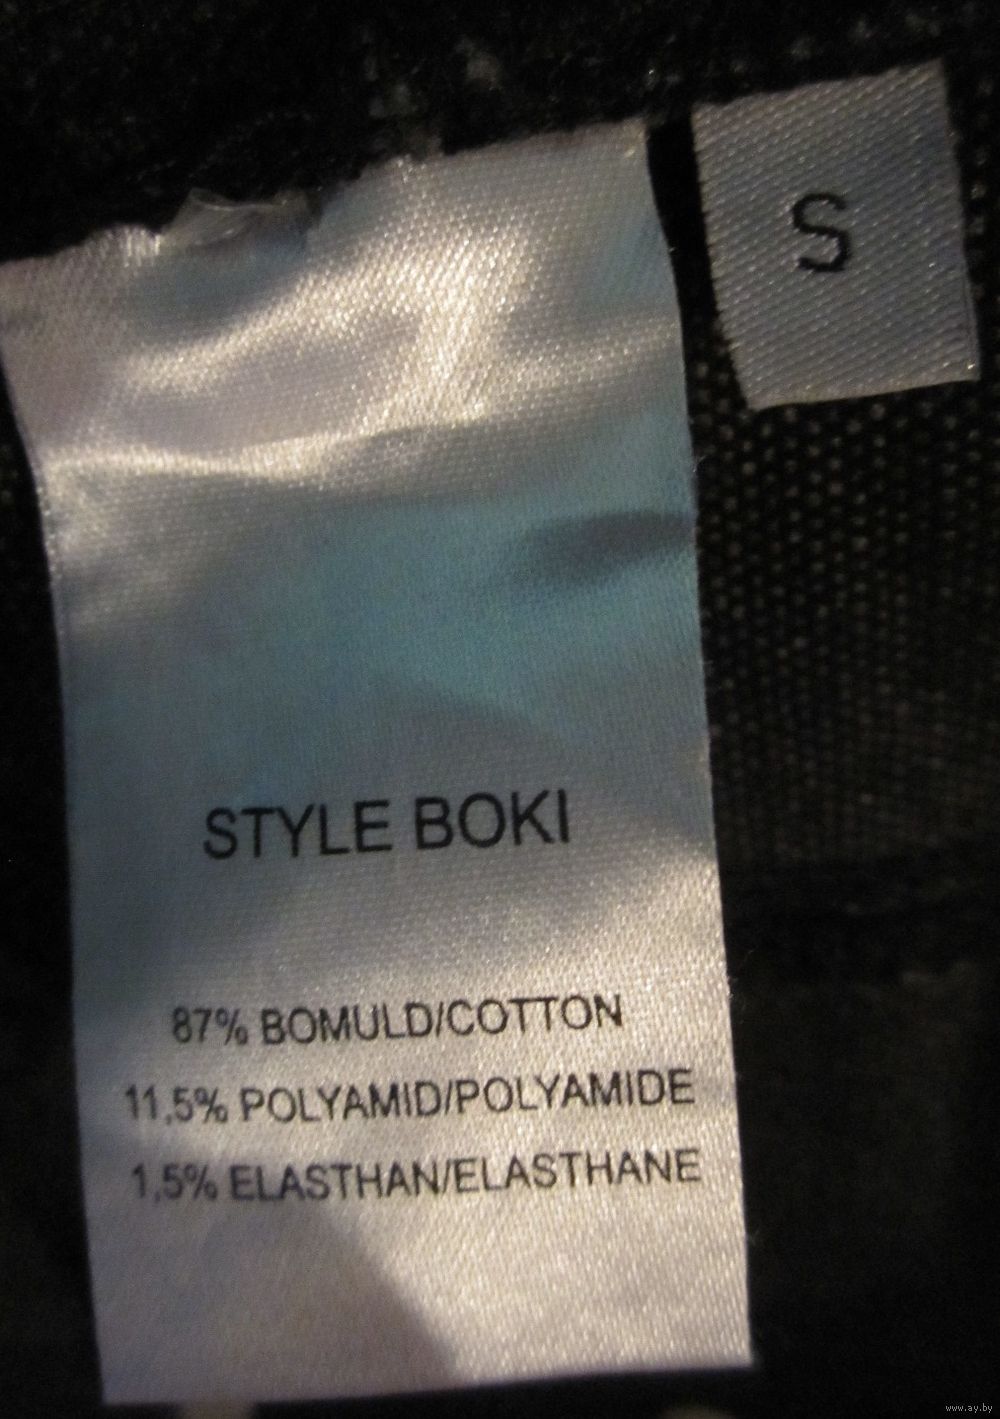 S
STYLE BOKI
87% BOMULD/COTTON
11,5% POLYAMID/POLYAMIDE
1,5% ELASTHAN/ELASTHANE
www.ay.by